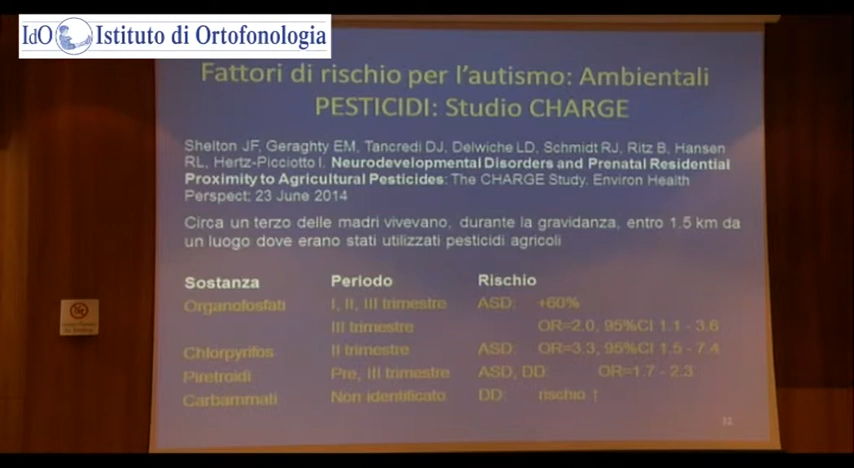 IdO Istituto di Ortofonologia
Fattori di rischio per l'autismo: Ambientali
PESTICIDI: Studio CHARGE
Shelton JF, Geraghty EM, Tancredi DJ, Delwiche LD, Schmidt RJ, Ritz B, Hansen
RL, Hertz-Picciotto I. Neurodevelopmental Disorders and Prenatal Residential
Proximity to Agricultural Pesticides: The CHARGE Study. Environ Health
Perspect: 23 June 2014
Circa un terzo delle madri vivevano, durante la gravidanza, entro 1.5 km da
un luogo dove erano stati utilizzati pesticidi agricoli
Sostanza Periodo Rischio
Organofosfati I, II, III trimestre ASD: +60%
III trimestre OR=2.0, 95%CI 1.1 - 3.6
Chlorpyrifos II trimestre ASD: OR=3.3, 95%CI 1.5 - 7.4
Piretroidi Pre, III trimestre ASD, DD: OR=1.7 - 2.3
Carbammati Non identificato DD: rischio ↑